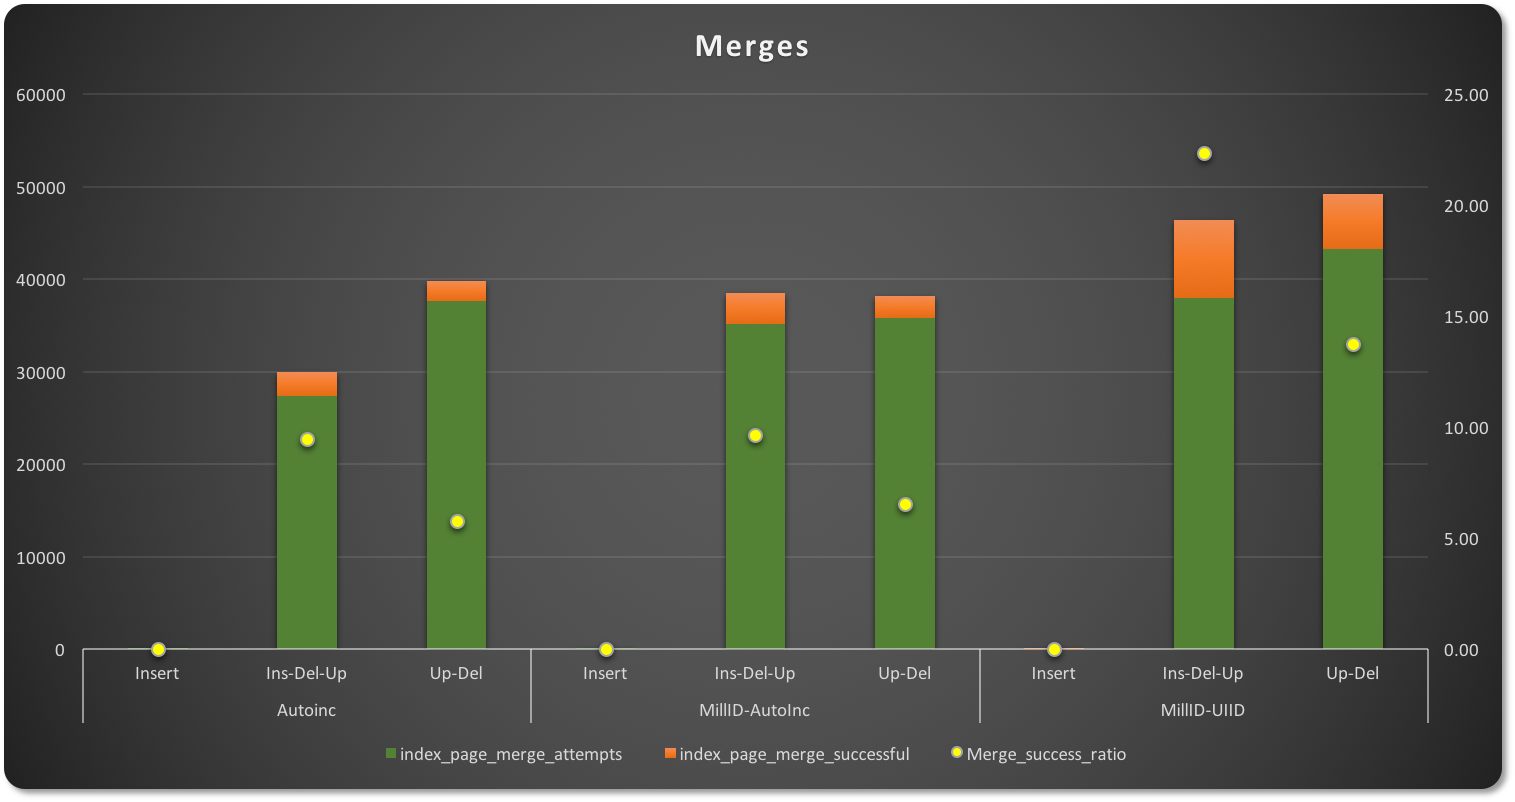 Merges
60000 25.00
50000 20.00
40000 15.00
30000 10.00
20000 5.00
10000 0.00
0
Insert Ins-Del-Up Up-Del Insert Ins-Del-Up Up-Del Insert Ins-Del-Up Up-Del
Autoinc MillID-AutoInc MillID-UIID
index_page_merge_attempts index_page_merge_successful Merge_success_ratio